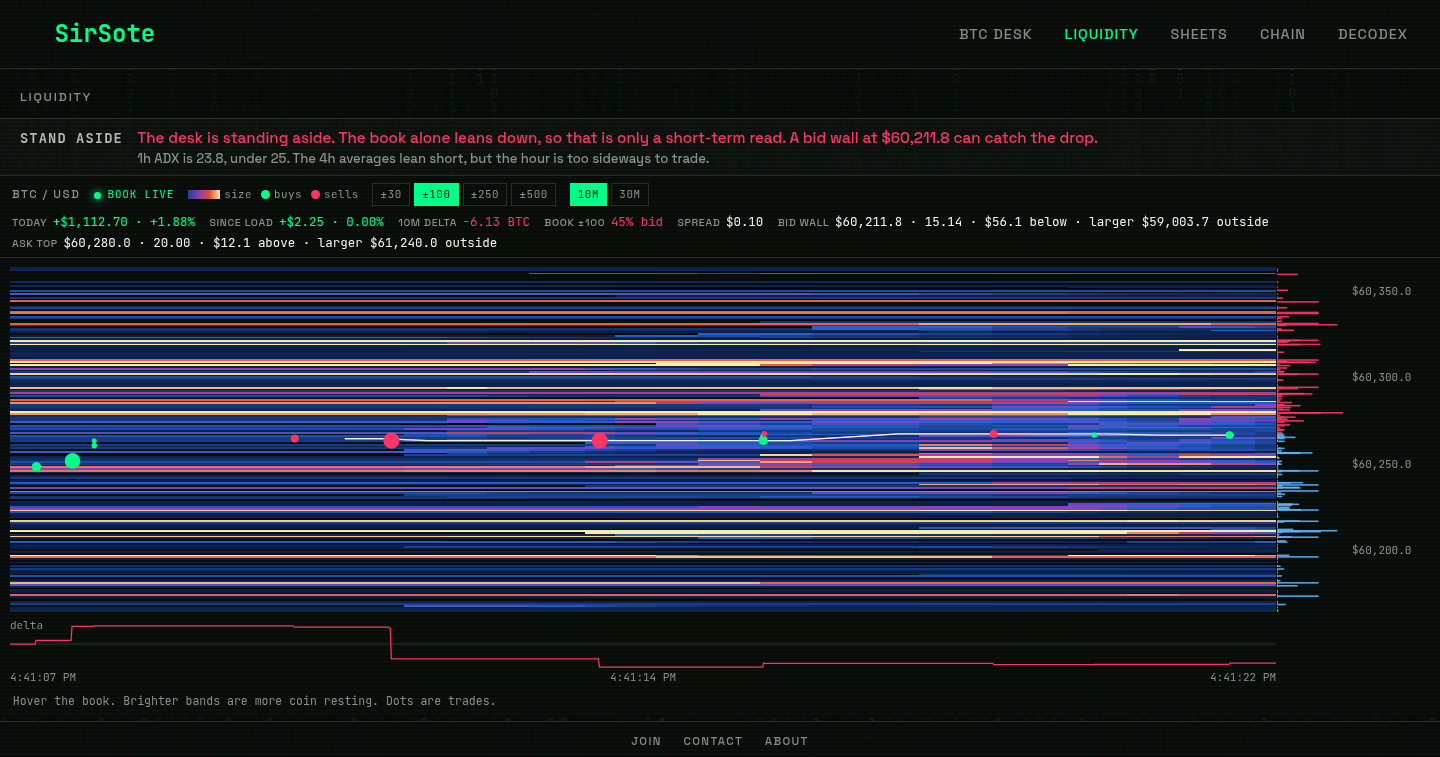 SirSote
BTC DESK LIQUIDITY SHEETS CHAIN DECODEX
LIQUIDITY
STAND ASIDE The desk is standing aside. The book alone leans down, so that is only a short-term read. A bid wall at $60,211.8 can catch the drop.
1h ADX is 23.8, under 25. The 4h averages lean short, but the hour is too sideways to trade.
BTC / USD BOOK LIVE size buys sells ±30 ±100 ±250 ±500 10M 30M
TODAY +$1,112.70 · +1.88% SINCE LOAD +$2.25 · 0.00% 10M DELTA -6.13 BTC BOOK ±100 45% bid SPREAD $0.10 BID WALL $60,211.8 · 15.14 · $56.1 below · larger $59,003.7 outside
ASK TOP $60,280.0 · 20.00 · $12.1 above · larger $61,240.0 outside
$60,350.0
$60,300.0
$60,250.0
$60,200.0
delta
4:41:07 PM 4:41:14 PM 4:41:22 PM
Hover the book. Brighter bands are more coin resting. Dots are trades.
JOIN CONTACT ABOUT